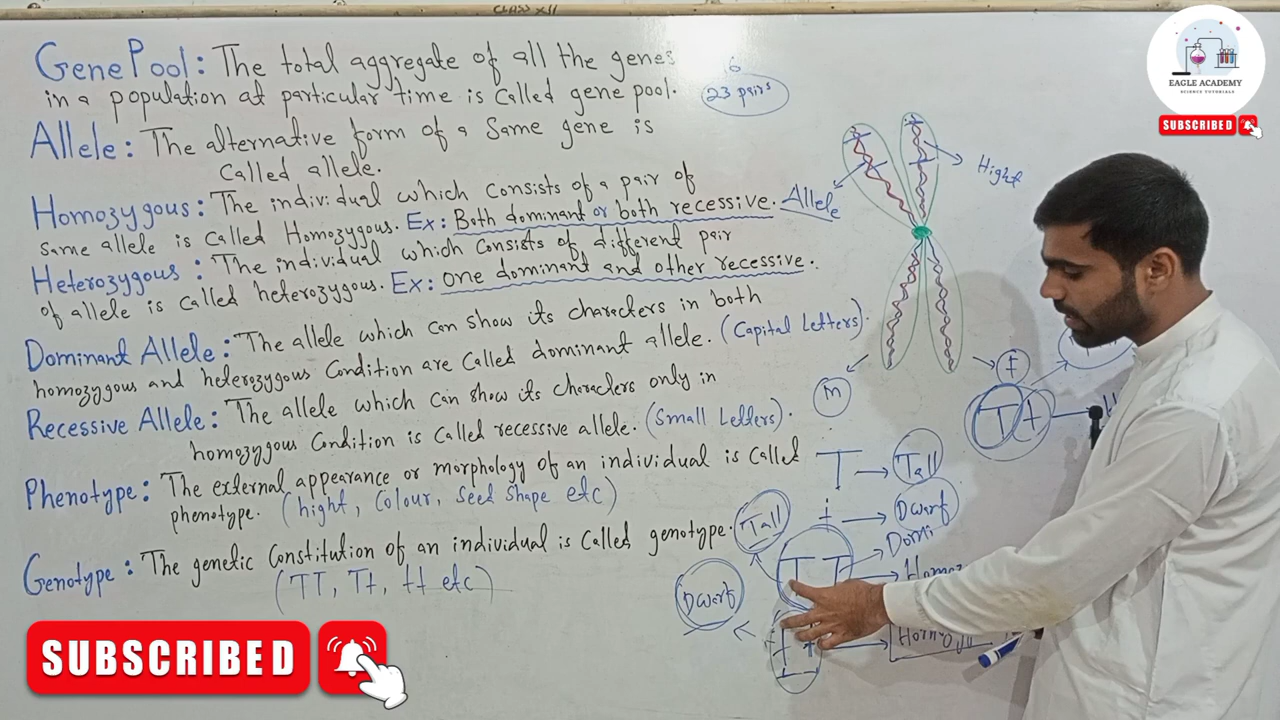 CLASS XII
Gene Pool: The total aggregate of all the genes
in a population at particular time is called gene pool.
Allele: The alternative form of a Same gene is
Called allele.
Homozygous: The individual which consists of a pair of
same allele is called Homozygous. Ex: Both dominant or both recessive.
Heterozygous: The individual which consists of different pair
of allele is called heterozygous. Ex: one dominant and other recessive.
Dominant Allele: The allele which can show its characters in both
homozygous and heterozygous Condition are Called dominant allele. (Capital Letters).
Recessive Allele: The allele which can show its characters only in
homozygous Condition is called recessive allele. (Small Letters).
Phenotype: The external appearance or morphology of an individual is called
phenotype. (hight, Colour, Seed Shape etc)
Genotype: The genetic Constitution of an individual is Called genotype.
(TT, Tt, tt etc)
6
23 pairs
Hight
Allele
m
f
T t
T → Tall
t → Dwarf
Tall
TT
Domi
Homoz
Dwarf
EAGLE ACADEMY
SCIENCE TUTORIALS
SUBSCRIBED
SUBSCRIBED